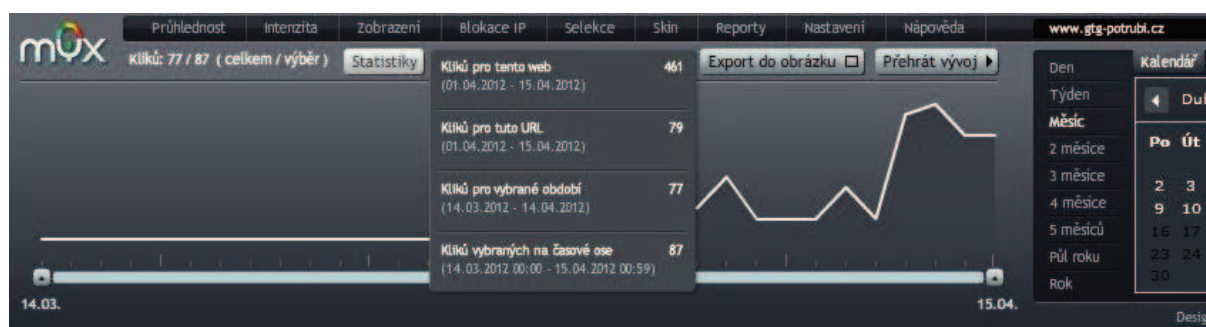 mux
Průhlednost Intenzita Zobrazení Blokace IP Selekce Skin Reporty Nastavení Nápověda www.gtg-potrubi.cz
Kliků: 77 / 87 ( celkem / výběr ) Statistiky Export do obrázku Přehrát vývoj
Kliků pro tento web 461
(01.04.2012 - 15.04.2012)
Kliků pro tuto URL 79
(01.04.2012 - 15.04.2012)
Kliků pro vybrané období 77
(14.03.2012 - 14.04.2012)
Kliků vybraných na časové ose 87
(14.03.2012 00:00 - 15.04.2012 00:59)
14.03. 15.04.
Den
Týden
Měsíc
2 měsíce
3 měsíce
4 měsíce
5 měsíců
Půl roku
Rok
Kalendář
Dub
Po Út
2 3
9 10
16 17
23 24
30
Desig